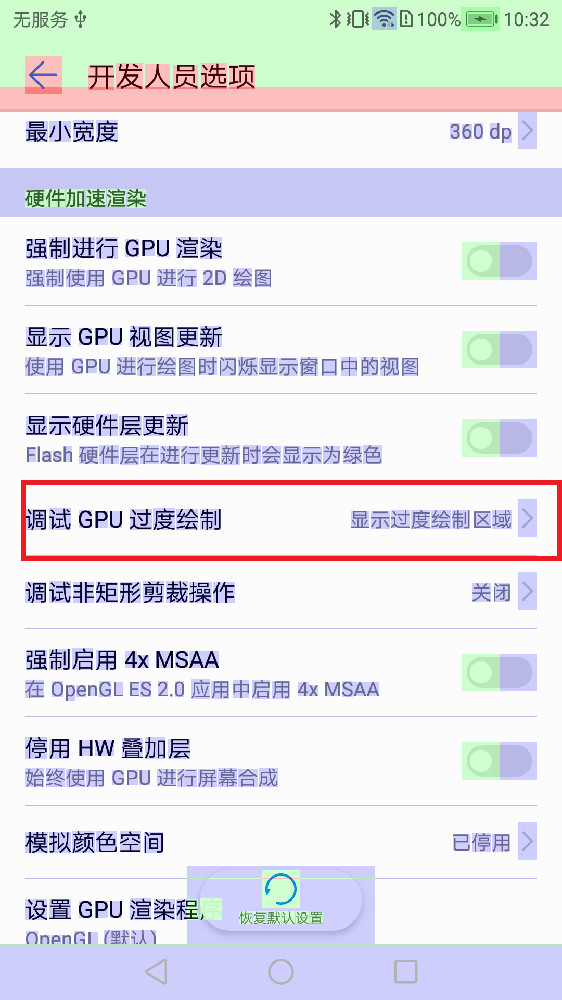 无服务 100% 10:32
开发人员选项
最小宽度 360 dp
硬件加速渲染
强制进行 GPU 渲染
强制使用 GPU 进行 2D 绘图
显示 GPU 视图更新
使用 GPU 进行绘图时闪烁显示窗口中的视图
显示硬件层更新
Flash 硬件层在进行更新时会显示为绿色
调试 GPU 过度绘制 显示过度绘制区域
调试非矩形剪裁操作 关闭
强制启用 4x MSAA
在 OpenGL ES 2.0 应用中启用 4x MSAA
停用 HW 叠加层
始终使用 GPU 进行屏幕合成
模拟颜色空间 已停用
设置 GPU 渲染程序
恢复默认设置
OpenGL (默认)